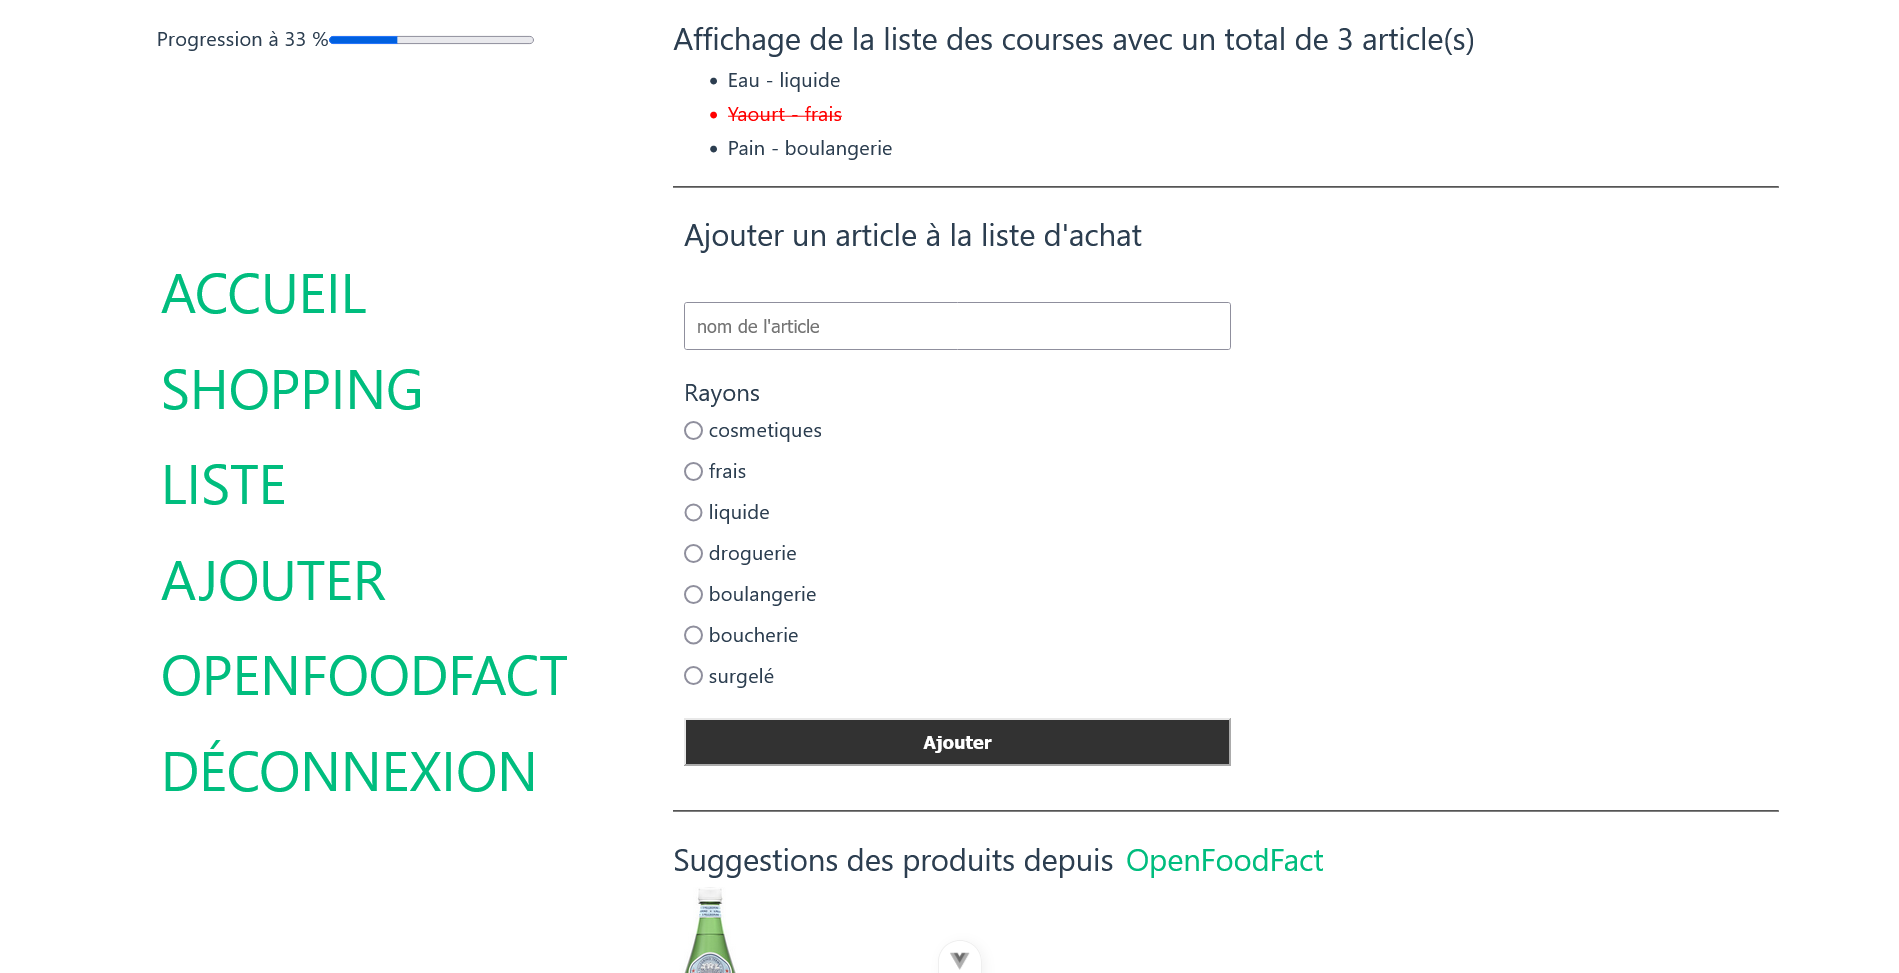 Progression à 33 %
ACCUEIL
SHOPPING
LISTE
AJOUTER
OPENFOODFACT
DÉCONNEXION
Affichage de la liste des courses avec un total de 3 article(s)
Eau - liquide
Yaourt - frais
Pain - boulangerie
Ajouter un article à la liste d'achat
nom de l'article
Rayons
cosmetiques
frais
liquide
droguerie
boulangerie
boucherie
surgelé
Ajouter
Suggestions des produits depuis OpenFoodFact